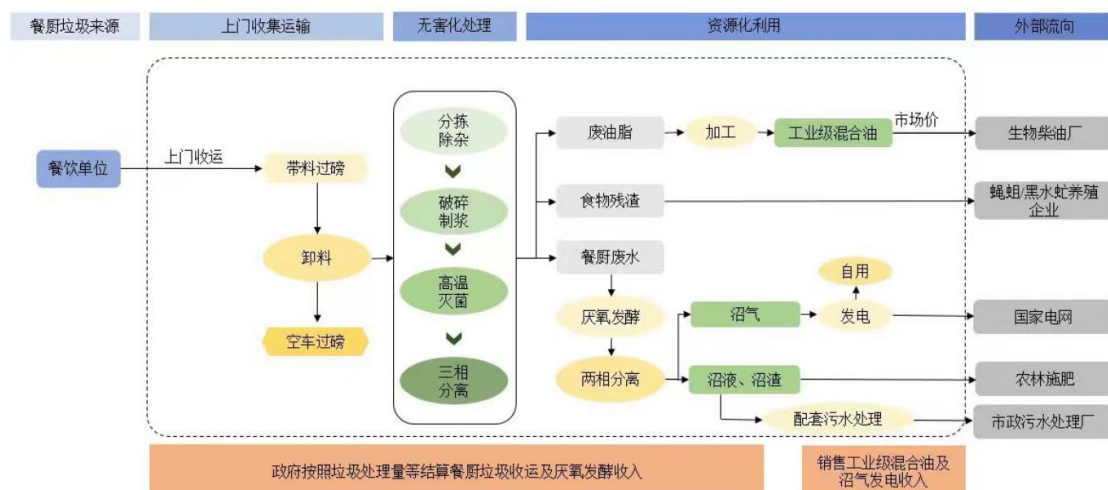 餐厨垃圾来源
上门收集运输
无害化处理
资源化利用
外部流向
餐饮单位
上门收运
带料过磅
卸料
空车过磅
分拣
除杂
破碎
制浆
高温
灭菌
三相
分离
废油脂
加工
工业级混合油
市场价
生物柴油厂
食物残渣
蝇蛆/黑水虻养殖
企业
餐厨废水
厌氧发酵
两相分离
沼气
发电
自用
国家电网
沼液、沼渣
农林施肥
配套污水处理
市政污水处理厂
政府按照垃圾处理量等结算餐厨垃圾收运及厌氧发酵收入
销售工业级混合油及
沼气发电收入